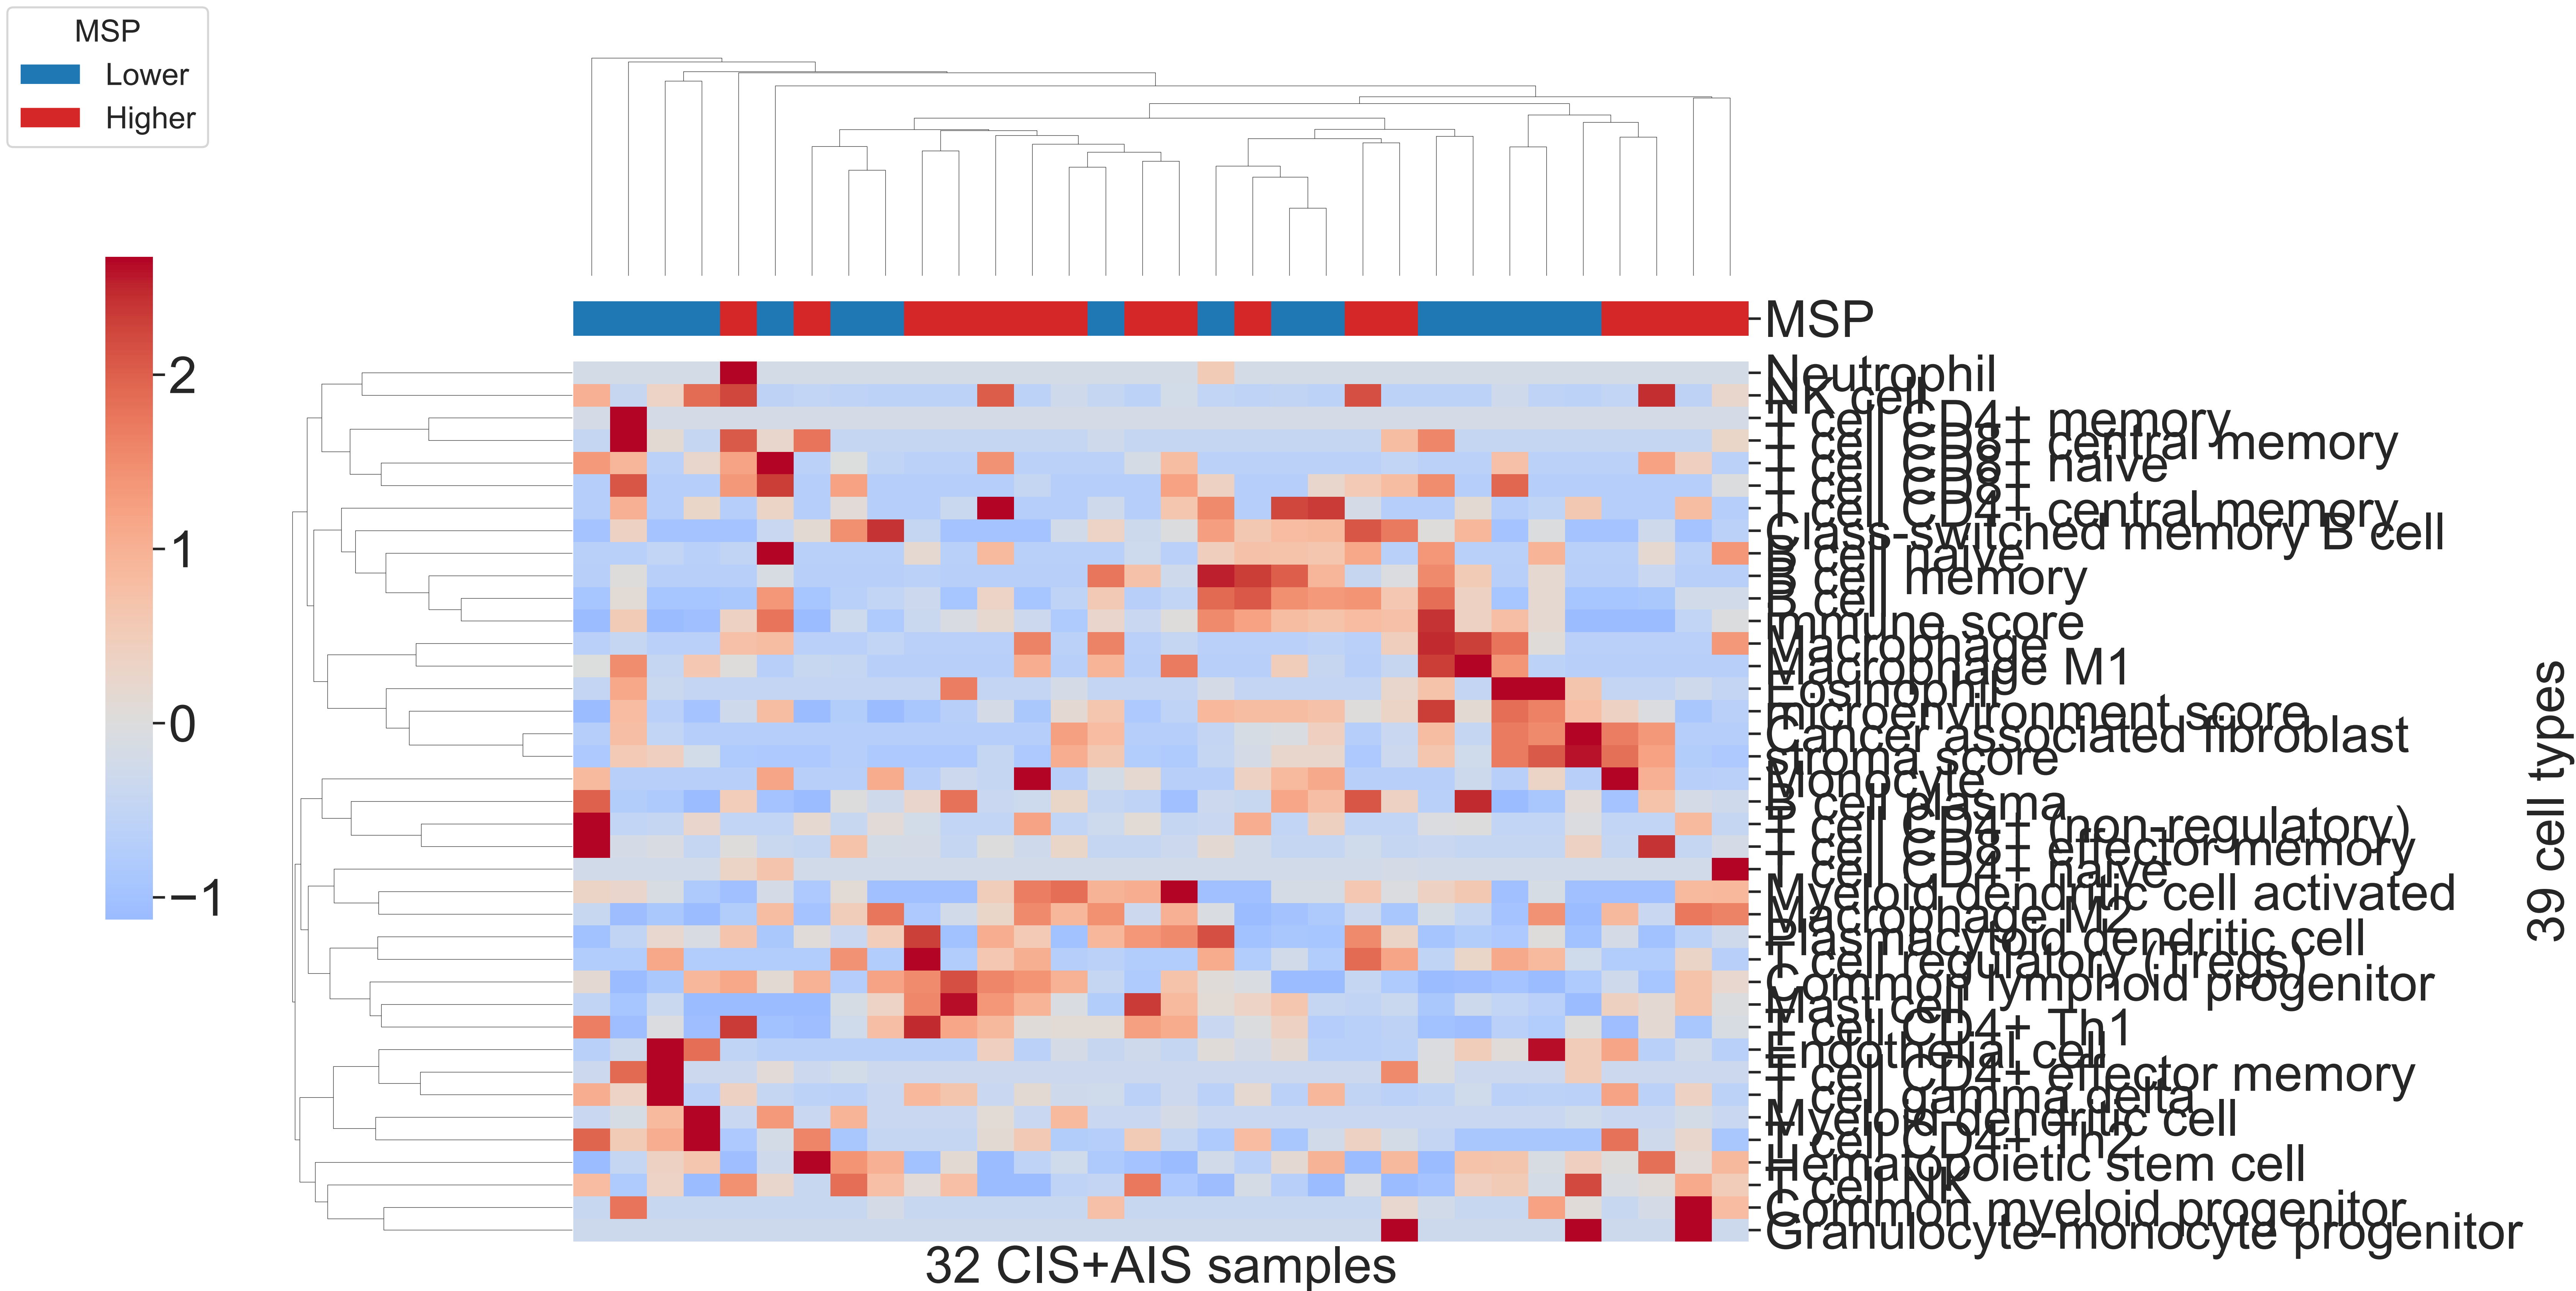 MSP
Lower
Higher
2
1
0
−1
MSP
Neutrophil
NK cell
T cell CD4+ memory
T cell CD8+ central memory
T cell CD8+ naive
T cell CD8+
T cell CD4+ central memory
Class-switched memory B cell
B cell naive
B cell memory
B cell
immune score
Macrophage
Macrophage M1
Eosinophil
microenvironment score
Cancer associated fibroblast
stroma score
Monocyte
B cell plasma
T cell CD4+ (non-regulatory)
T cell CD8+ effector memory
T cell CD4+ naive
Myeloid dendritic cell activated
Macrophage M2
Plasmacytoid dendritic cell
T cell regulatory (Tregs)
Common lymphoid progenitor
Mast cell
T cell CD4+ Th1
Endothelial cell
T cell CD4+ effector memory
T cell gamma delta
Myeloid dendritic cell
T cell CD4+ Th2
Hematopoietic stem cell
T cell NK
Common myeloid progenitor
Granulocyte-monocyte progenitor
39 cell types
32 CIS+AIS samples